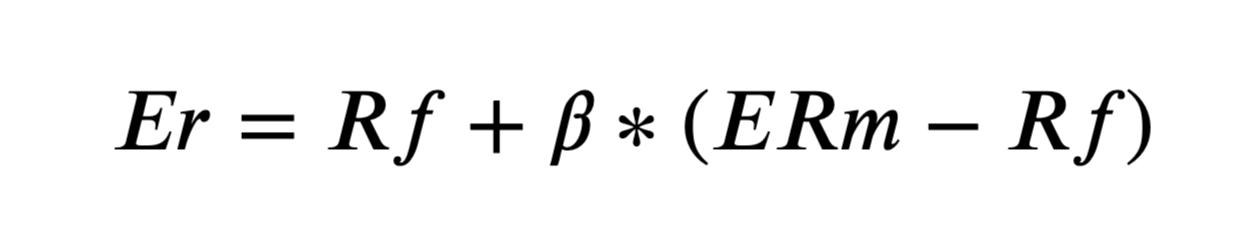 Er = Rf + β * (ERm − Rf)